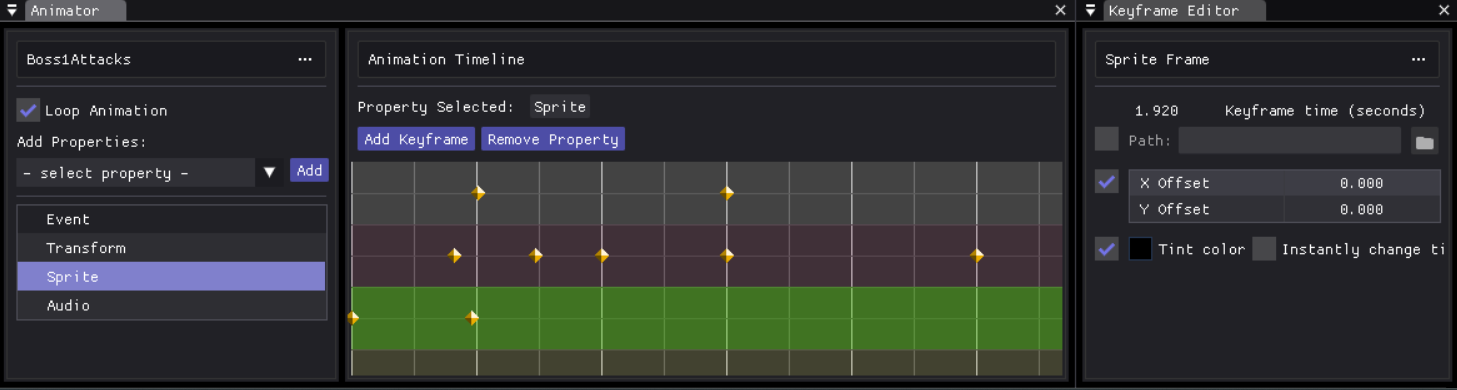 Animator
Boss1Attacks ...
Loop Animation
Add Properties:
- select property - Add
Event
Transform
Sprite
Audio
Animation Timeline
Property Selected: Sprite
Add Keyframe Remove Property
Keyframe Editor
Sprite Frame ...
1.920 Keyframe time (seconds)
Path:
X Offset 0.000
Y Offset 0.000
Tint color Instantly change ti